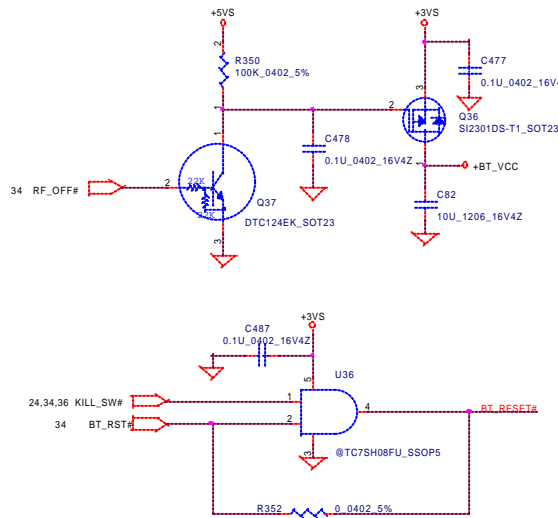 +5VS
+3VS
2
R350
100K_0402_5%
1
C477
0.1U_0402_16V4
3
2
Q36
SI2301DS-T1_SOT23
1
C478
0.1U_0402_16V4Z
1
+BT_VCC
34 RF_OFF#
2
22K
22K
Q37
DTC124EK_SOT23
3
C82
10U_1206_16V4Z
+3VS
C487
0.1U_0402_16V4Z
U36
5
24,34,36 KILL_SW#
1
4
BT_RESET#
34 BT_RST#
2
3
@TC7SH08FU_SSOP5
R352
0_0402_5%